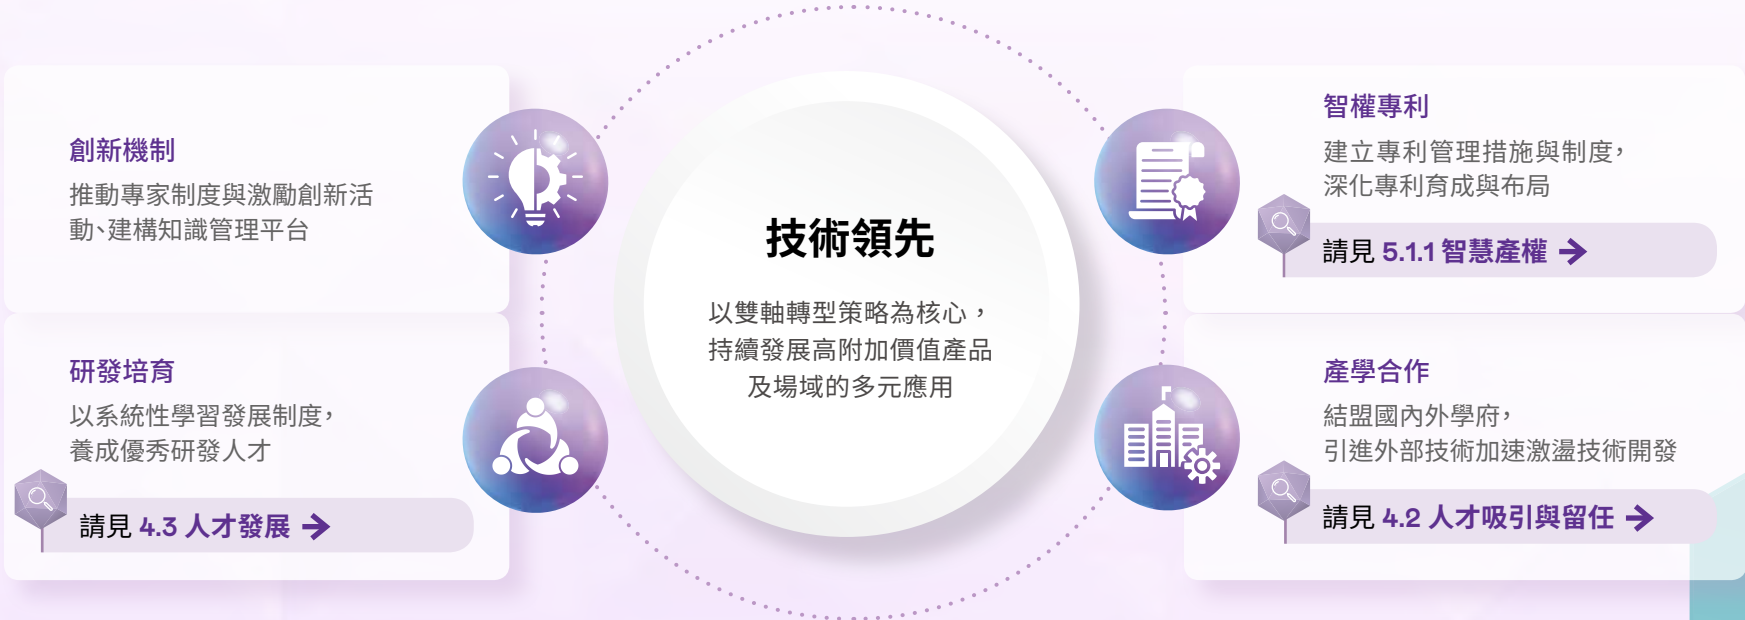 創新機制
推動專家制度與激勵創新活
動、建構知識管理平台
研發培育
以系統性學習發展制度，
養成優秀研發人才
請見 4.3 人才發展 →
技術領先
以雙軸轉型策略為核心，
持續發展高附加價值產品
及場域的多元應用
智權專利
建立專利管理措施與制度，
深化專利育成與布局
請見 5.1.1 智慧產權 →
產學合作
結盟國內外學府，
引進外部技術加速激盪技術開發
請見 4.2 人才吸引與留任 →